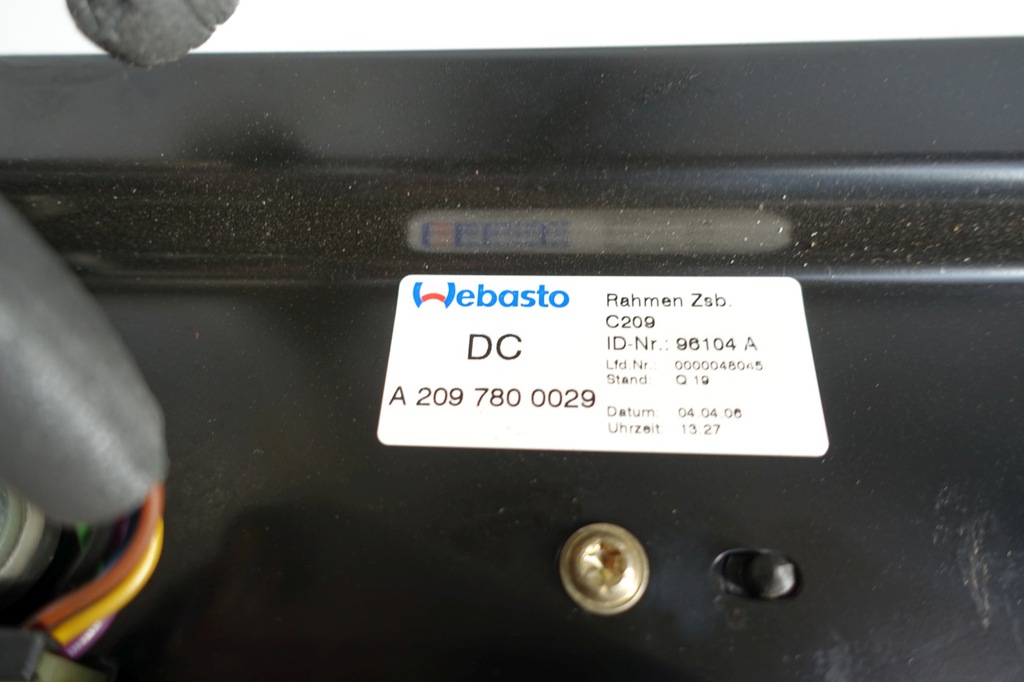 Webasto
DC
A 209 780 0029
Rahmen Zsb.
C209
ID-Nr.: 96104 A
Lfd.Nr.: 0000048045
Stand: Q 19
Datum: 04.04.06
Uhrzeit: 13.27